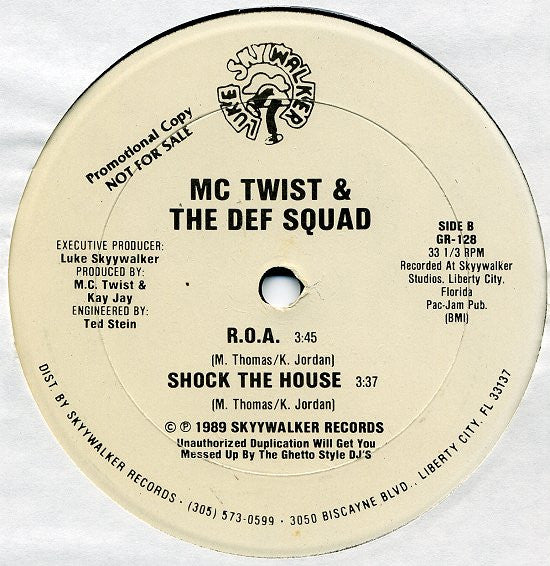 LUKE SKYYWALKER
Promotional Copy
NOT FOR SALE
MC TWIST &
THE DEF SQUAD
EXECUTIVE PRODUCER:
Luke Skyywalker
PRODUCED BY:
M.C. Twist &
Kay Jay
ENGINEERED BY:
Ted Stein
SIDE B
GR-128
33 1/3 RPM
Recorded At Skyywalker
Studios, Liberty City,
Florida
Pac-Jam Pub.
(BMI)
R.O.A. 3:45
(M. Thomas/K. Jordan)
SHOCK THE HOUSE 3:37
(M. Thomas/K. Jordan)
© ℗ 1989 SKYYWALKER RECORDS
Unauthorized Duplication Will Get You
Messed Up By The Ghetto Style DJ'S
DIST. BY SKYYWALKER RECORDS · (305) 573-0599 · 3050 BISCAYNE BLVD., LIBERTY CITY, FL 33137